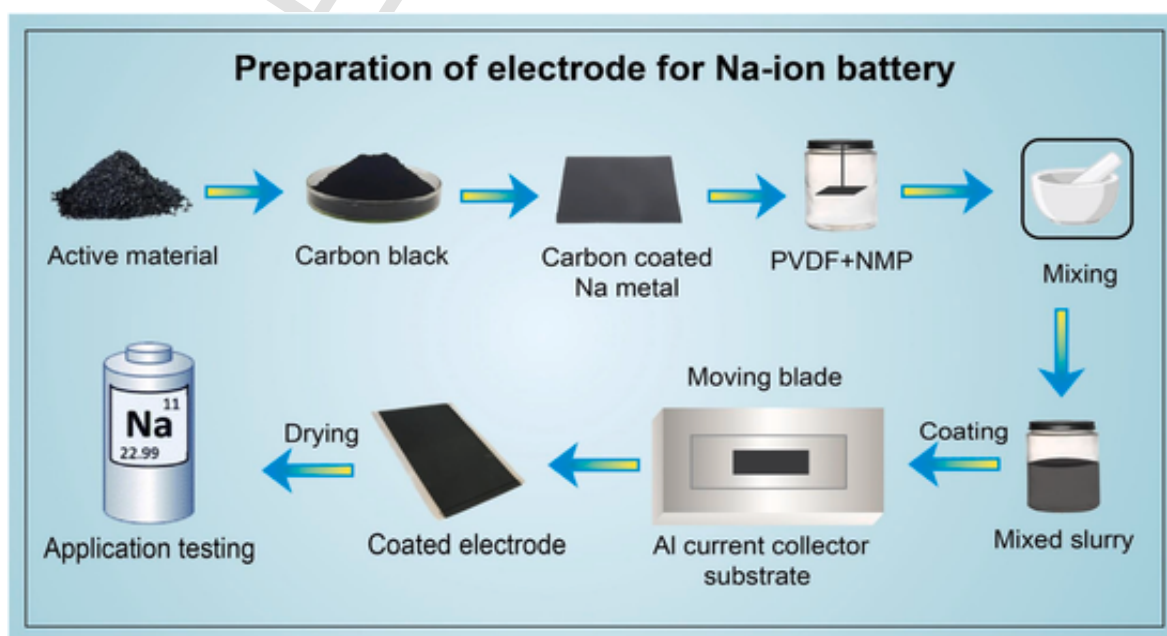 Preparation of electrode for Na-ion battery
Active material
Carbon black
Carbon coated
Na metal
PVDF+NMP
Mixing
Moving blade
Coating
Mixed slurry
Al current collector
substrate
Coated electrode
Drying
11
Na
22.99
Application testing